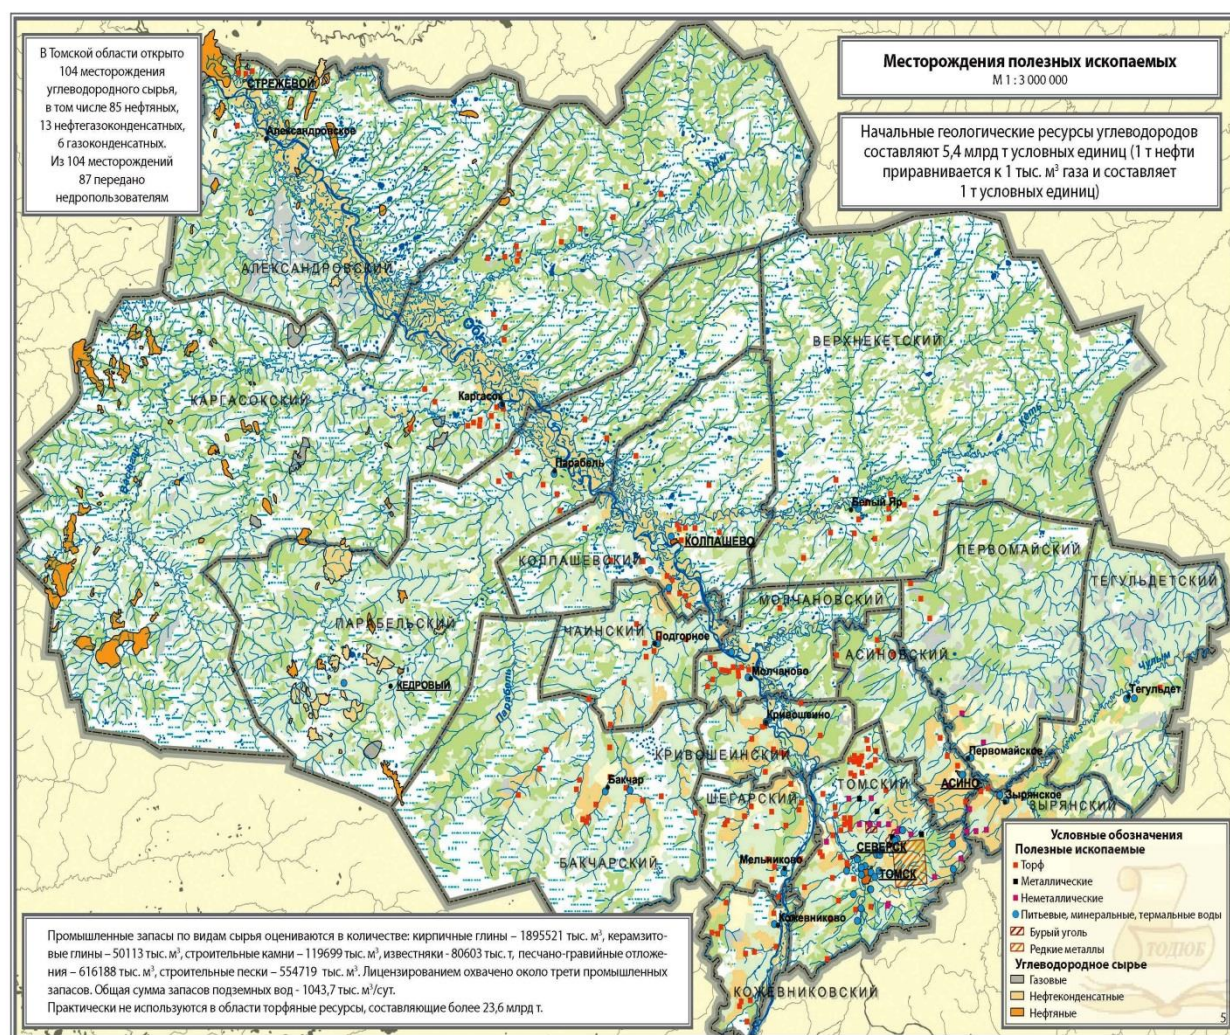 В Томской области открыто
104 месторождения
углеводородного сырья,
в том числе 85 нефтяных,
13 нефтегазоконденсатных,
6 газоконденсатных.
Из 104 месторождений
87 передано
недропользователям
Месторождения полезных ископаемых
М 1 : 3 000 000
Начальные геологические ресурсы углеводородов
составляют 5,4 млрд т условных единиц (1 т нефти
приравнивается к 1 тыс. м³ газа и составляет
1 т условных единиц)
СТРЕЖЕВОЙ
Александровское
Тым
АЛЕКСАНДРОВСКИЙ
Обь
ВЕРХНЕКЕТСКИЙ
КАРГАСОКСКИЙ
Каргасок
Кеть
Васюган
Парабель
Белый Яр
КОЛПАШЕВО
КОЛПАШЕВСКИЙ
ПЕРВОМАЙСКИЙ
ТЕГУЛЬДЕТСКИЙ
МОЛЧАНОВСКИЙ
ПАРАБЕЛЬСКИЙ
ЧАИНСКИЙ
Подгорное
АСИНОВСКИЙ
Чулым
Молчаново
КЕДРОВЫЙ
Парабель
Тегульдет
Кривошеино
КРИВОШЕИНСКИЙ
Первомайское
Бакчар
ТОМСКИЙ
АСИНО
ШЕГАРСКИЙ
Зырянское
ЗЫРЯНСКИЙ
СЕВЕРСК
БАКЧАРСКИЙ
Мельниково
ТОМСК
Кожевниково
КОЖЕВНИКОВСКИЙ
Условные обозначения
Полезные ископаемые
Торф
Металлические
Неметаллические
Питьевые, минеральные, термальные воды
Бурый уголь
Редкие металлы
Углеводородное сырье
Газовые
Нефтеконденсатные
Нефтяные
ТОДЮБ
5
Промышленные запасы по видам сырья оцениваются в количестве: кирпичные глины – 1895521 тыс. м³, керамзито-
вые глины – 50113 тыс. м³, строительные камни – 119699 тыс. м³, известняки - 80603 тыс. т, песчано-гравийные отложе-
ния – 616188 тыс. м³, строительные пески – 554719 тыс. м³. Лицензированием охвачено около трети промышленных
запасов. Общая сумма запасов подземных вод - 1043,7 тыс. м³/сут.
Практически не используются в области торфяные ресурсы, составляющие более 23,6 млрд т.